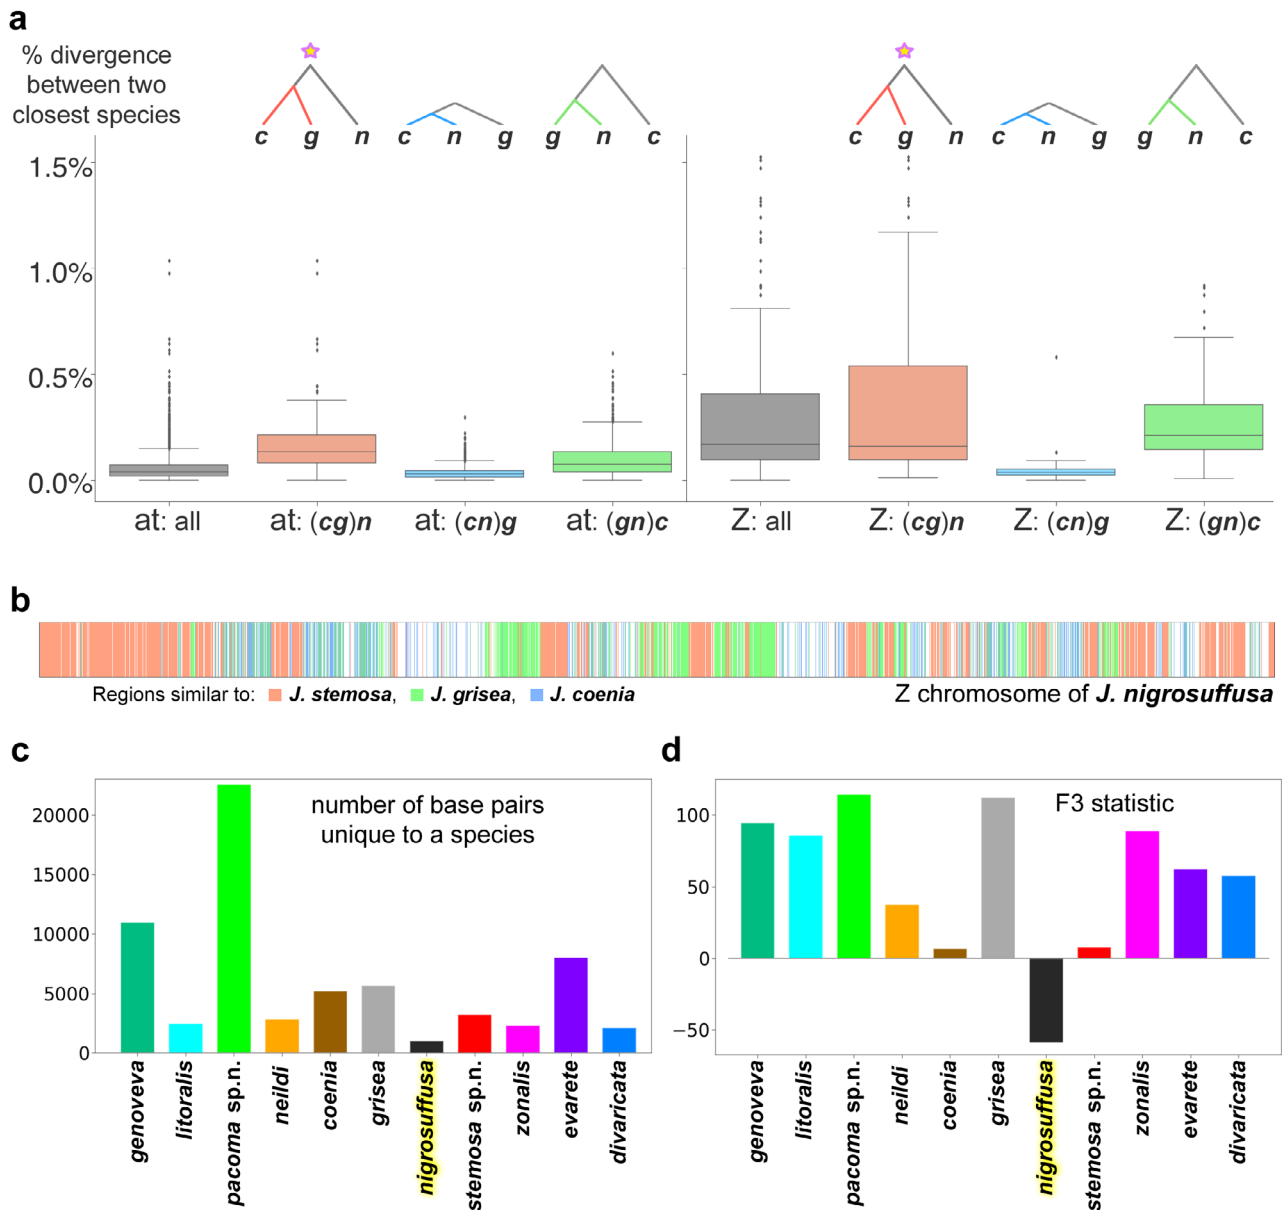 a
% divergence
between two
closest species
c g n
c n g
g n c
c g n
c n g
g n c
1.5%
1.0%
0.5%
0.0%
at: all
at: (cg)n
at: (cn)g
at: (gn)c
Z: all
Z: (cg)n
Z: (cn)g
Z: (gn)c
b
Regions similar to: J. stemosa, J. grisea, J. coenia
Z chromosome of J. nigrosuffusa
c
number of base pairs
unique to a species
20000
15000
10000
5000
0
genoveva
litoralis
pacoma sp.n.
neildi
coenia
grisea
nigrosuffusa
stemosa sp.n.
zonalis
evarete
divaricata
d
F3 statistic
100
50
0
−50
genoveva
litoralis
pacoma sp.n.
neildi
coenia
grisea
nigrosuffusa
stemosa sp.n.
zonalis
evarete
divaricata